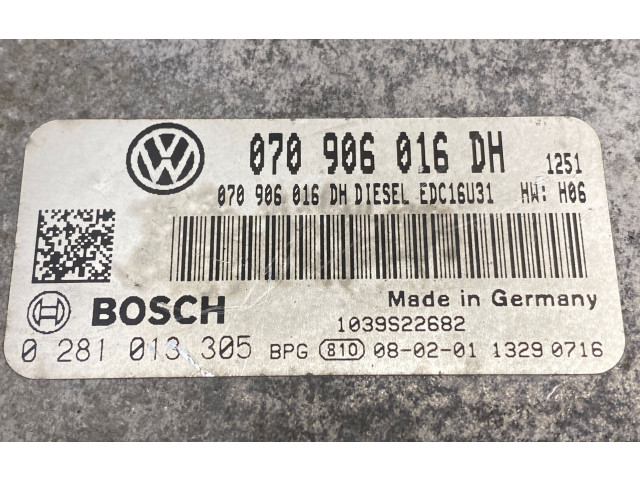 070 906 016 DH 1251
070 906 016 DH DIESEL EDC16U31 HW: H06
BOSCH Made in Germany
1039S22682
0 281 013 305 BPG 810 08-02-01 1329 0716